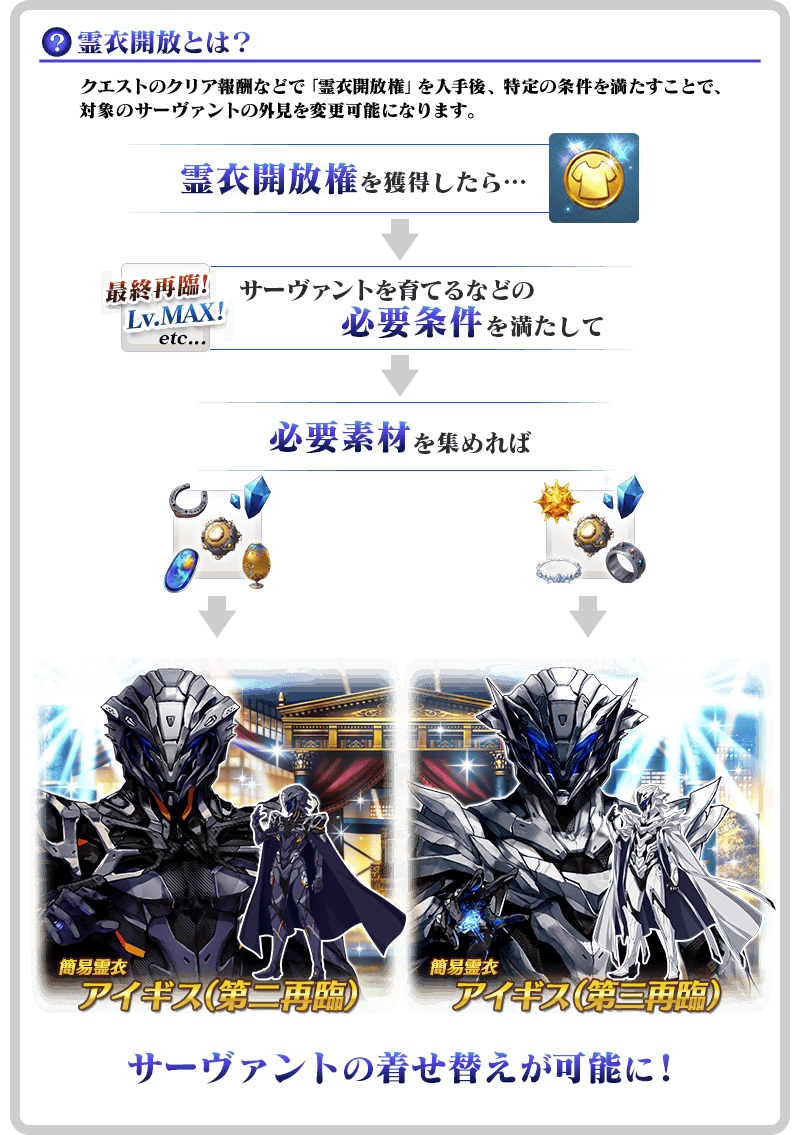 霊衣開放とは？
クエストのクリア報酬などで「霊衣開放権」を入手後、特定の条件を満たすことで、
対象のサーヴァントの外見を変更可能になります。
霊衣開放権を獲得したら…
最終再臨！
Lv.MAX！
etc...
サーヴァントを育てるなどの
必要条件を満たして
必要素材を集めれば
簡易霊衣
アイギス（第二再臨）
簡易霊衣
アイギス（第三再臨）
サーヴァントの着せ替えが可能に！